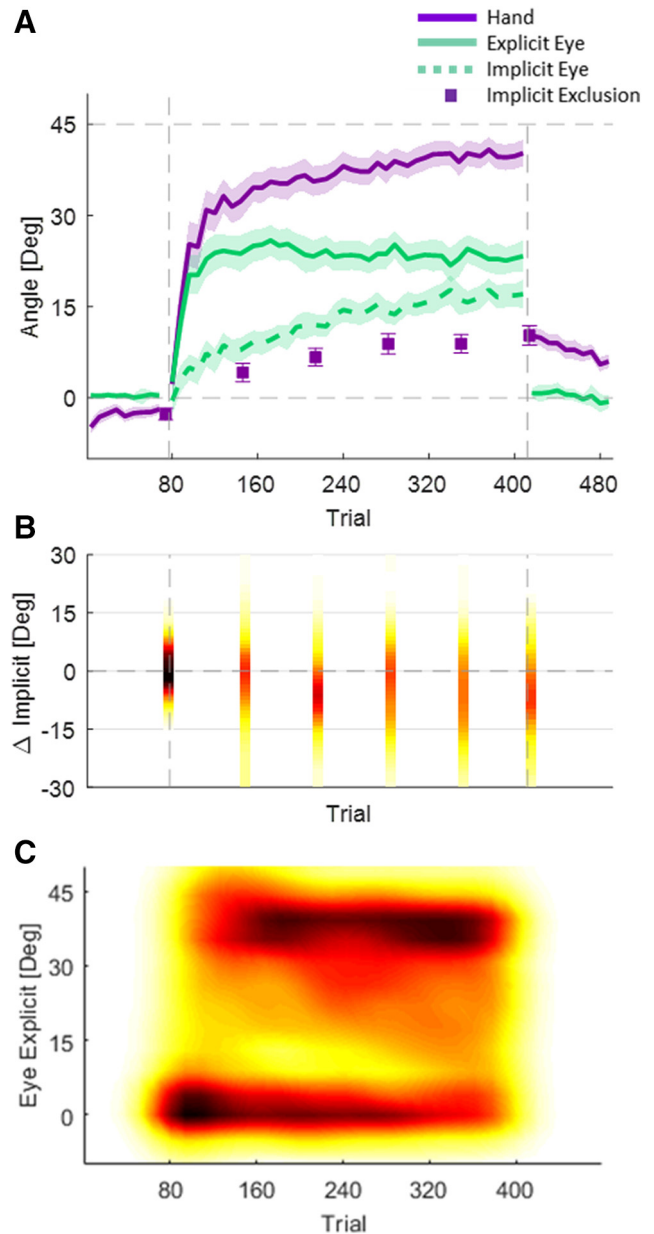 A
Hand
Explicit Eye
Implicit Eye
Implicit Exclusion
45
30
15
0
Angle [Deg]
80 160 240 320 400 480
Trial
B
30
15
0
-15
-30
Δ Implicit [Deg]
Trial
C
45
30
15
0
Eye Explicit [Deg]
80 160 240 320 400
Trial